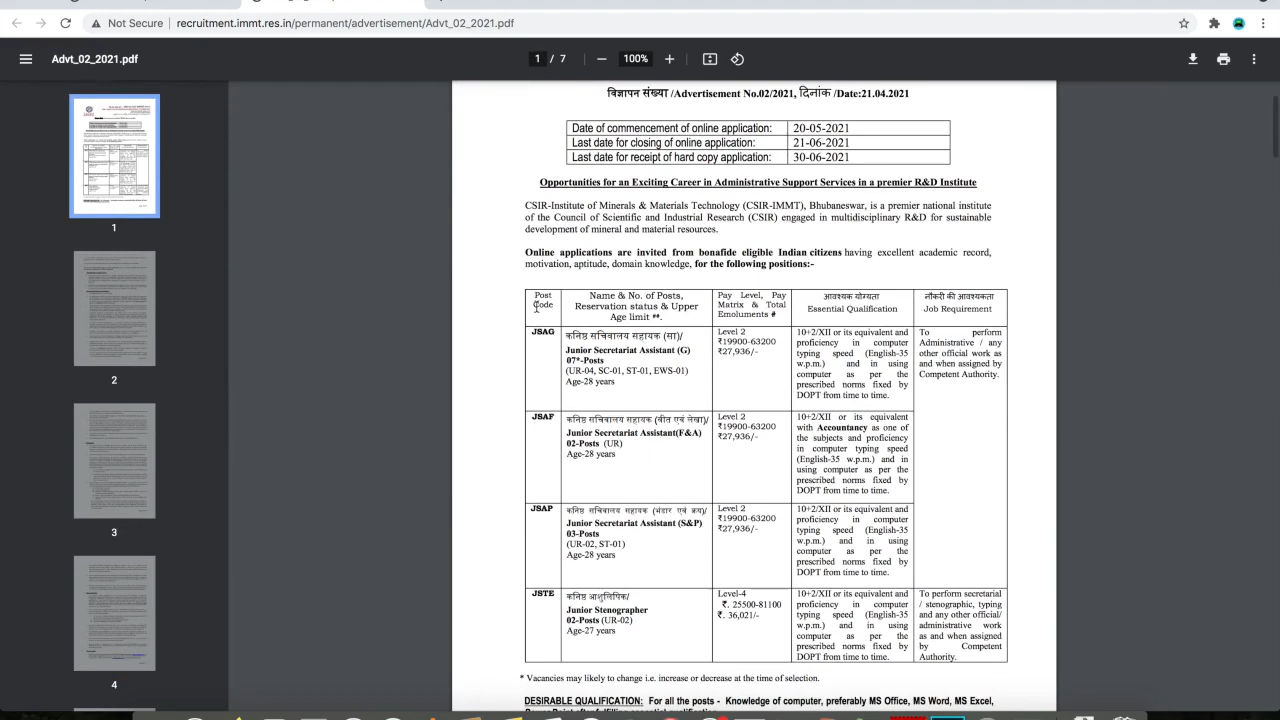 Not Secure
recruitment.immt.res.in/permanent/advertisement/Advt_02_2021.pdf
Advt_02_2021.pdf
1 / 7
100%
1
2
3
4
विज्ञापन संख्या /Advertisement No.02/2021, दिनांक /Date:21.04.2021
Date of commencement of online application: 20-05-2021
Last date for closing of online application: 21-06-2021
Last date for receipt of hard copy application: 30-06-2021
Opportunities for an Exciting Career in Administrative Support Services in a premier R&D Institute
CSIR-Institute of Minerals & Materials Technology (CSIR-IMMT), Bhubaneswar, is a premier national institute
of the Council of Scientific and Industrial Research (CSIR) engaged in multidisciplinary R&D for sustainable
development of mineral and material resources.
Online applications are invited from bonafide eligible Indian citizens having excellent academic record,
motivation, aptitude, domain knowledge, for the following positions:-
Post
Code
Name & No. of Posts,
Reservation status & Upper
Age limit **.
Pay Level, Pay
Matrix & Total
Emoluments #
आवश्यक योग्यता
Essential Qualification
नौकरी की आवश्यकता
Job Requirement
JSAG
कनिष्ठ सचिवालय सहायक (सा)/
Junior Secretariat Assistant (G)
07*-Posts
(UR-04, SC-01, ST-01, EWS-01)
Age-28 years
Level 2
₹19900-63200
₹27,936/-
10+2/XII or its equivalent and
proficiency in computer
typing speed (English-35
w.p.m.) and in using
computer as per the
prescribed norms fixed by
DOPT from time to time.
To perform
Administrative / any
other official work as
and when assigned by
Competent Authority.
JSAF
कनिष्ठ सचिवालय सहायक (वीत एवं लेखा)/
Junior Secretariat Assistant(F&A)
02-Posts (UR)
Age-28 years
Level 2
₹19900-63200
₹27,936/-
10+2/XII or its equivalent
with Accountancy as one of
the subjects and proficiency
in computer typing speed
(English-35 w.p.m.) and in
using computer as per the
prescribed norms fixed by
DOPT from time to time.
JSAP
कनिष्ठ सचिवालय सहायक (भंडार एवं क्रय)/
Junior Secretariat Assistant (S&P)
03-Posts
(UR-02, ST-01)
Age-28 years
Level 2
₹19900-63200
₹27,936/-
10+2/XII or its equivalent and
proficiency in computer
typing speed (English-35
w.p.m.) and in using
computer as per the
prescribed norms fixed by
DOPT from time to time.
JSTE
कनिष्ठ आशुलिपिक/
Junior Stenographer
02-Posts (UR-02)
Age-27 years
Level-4
₹. 25500-81100
₹. 36,021/-
10+2/XII or its equivalent and
proficiency in computer
typing speed (English-35
w.p.m.) and in using
computer as per the
prescribed norms fixed by
DOPT from time to time.
To perform secretarial
/ stenographic, typing
and any other official/
administrative work
as and when assigned
by Competent
Authority.
* Vacancies may likely to change i.e. increase or decrease at the time of selection.
DESIRABLE QUALIFICATION: For all the posts - Knowledge of computer, preferably MS Office, MS Word, MS Excel,